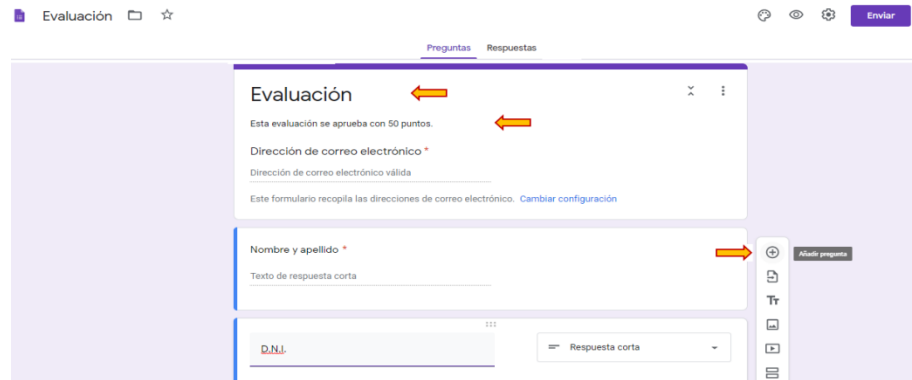 Evaluación
Enviar
Preguntas Respuestas
Evaluación
Esta evaluación se aprueba con 50 puntos.
Dirección de correo electrónico *
Dirección de correo electrónico válida
Este formulario recopila las direcciones de correo electrónico. Cambiar configuración
Nombre y apellido *
Añadir pregunta
Texto de respuesta corta
Tт
D.N.I.
Respuesta corta